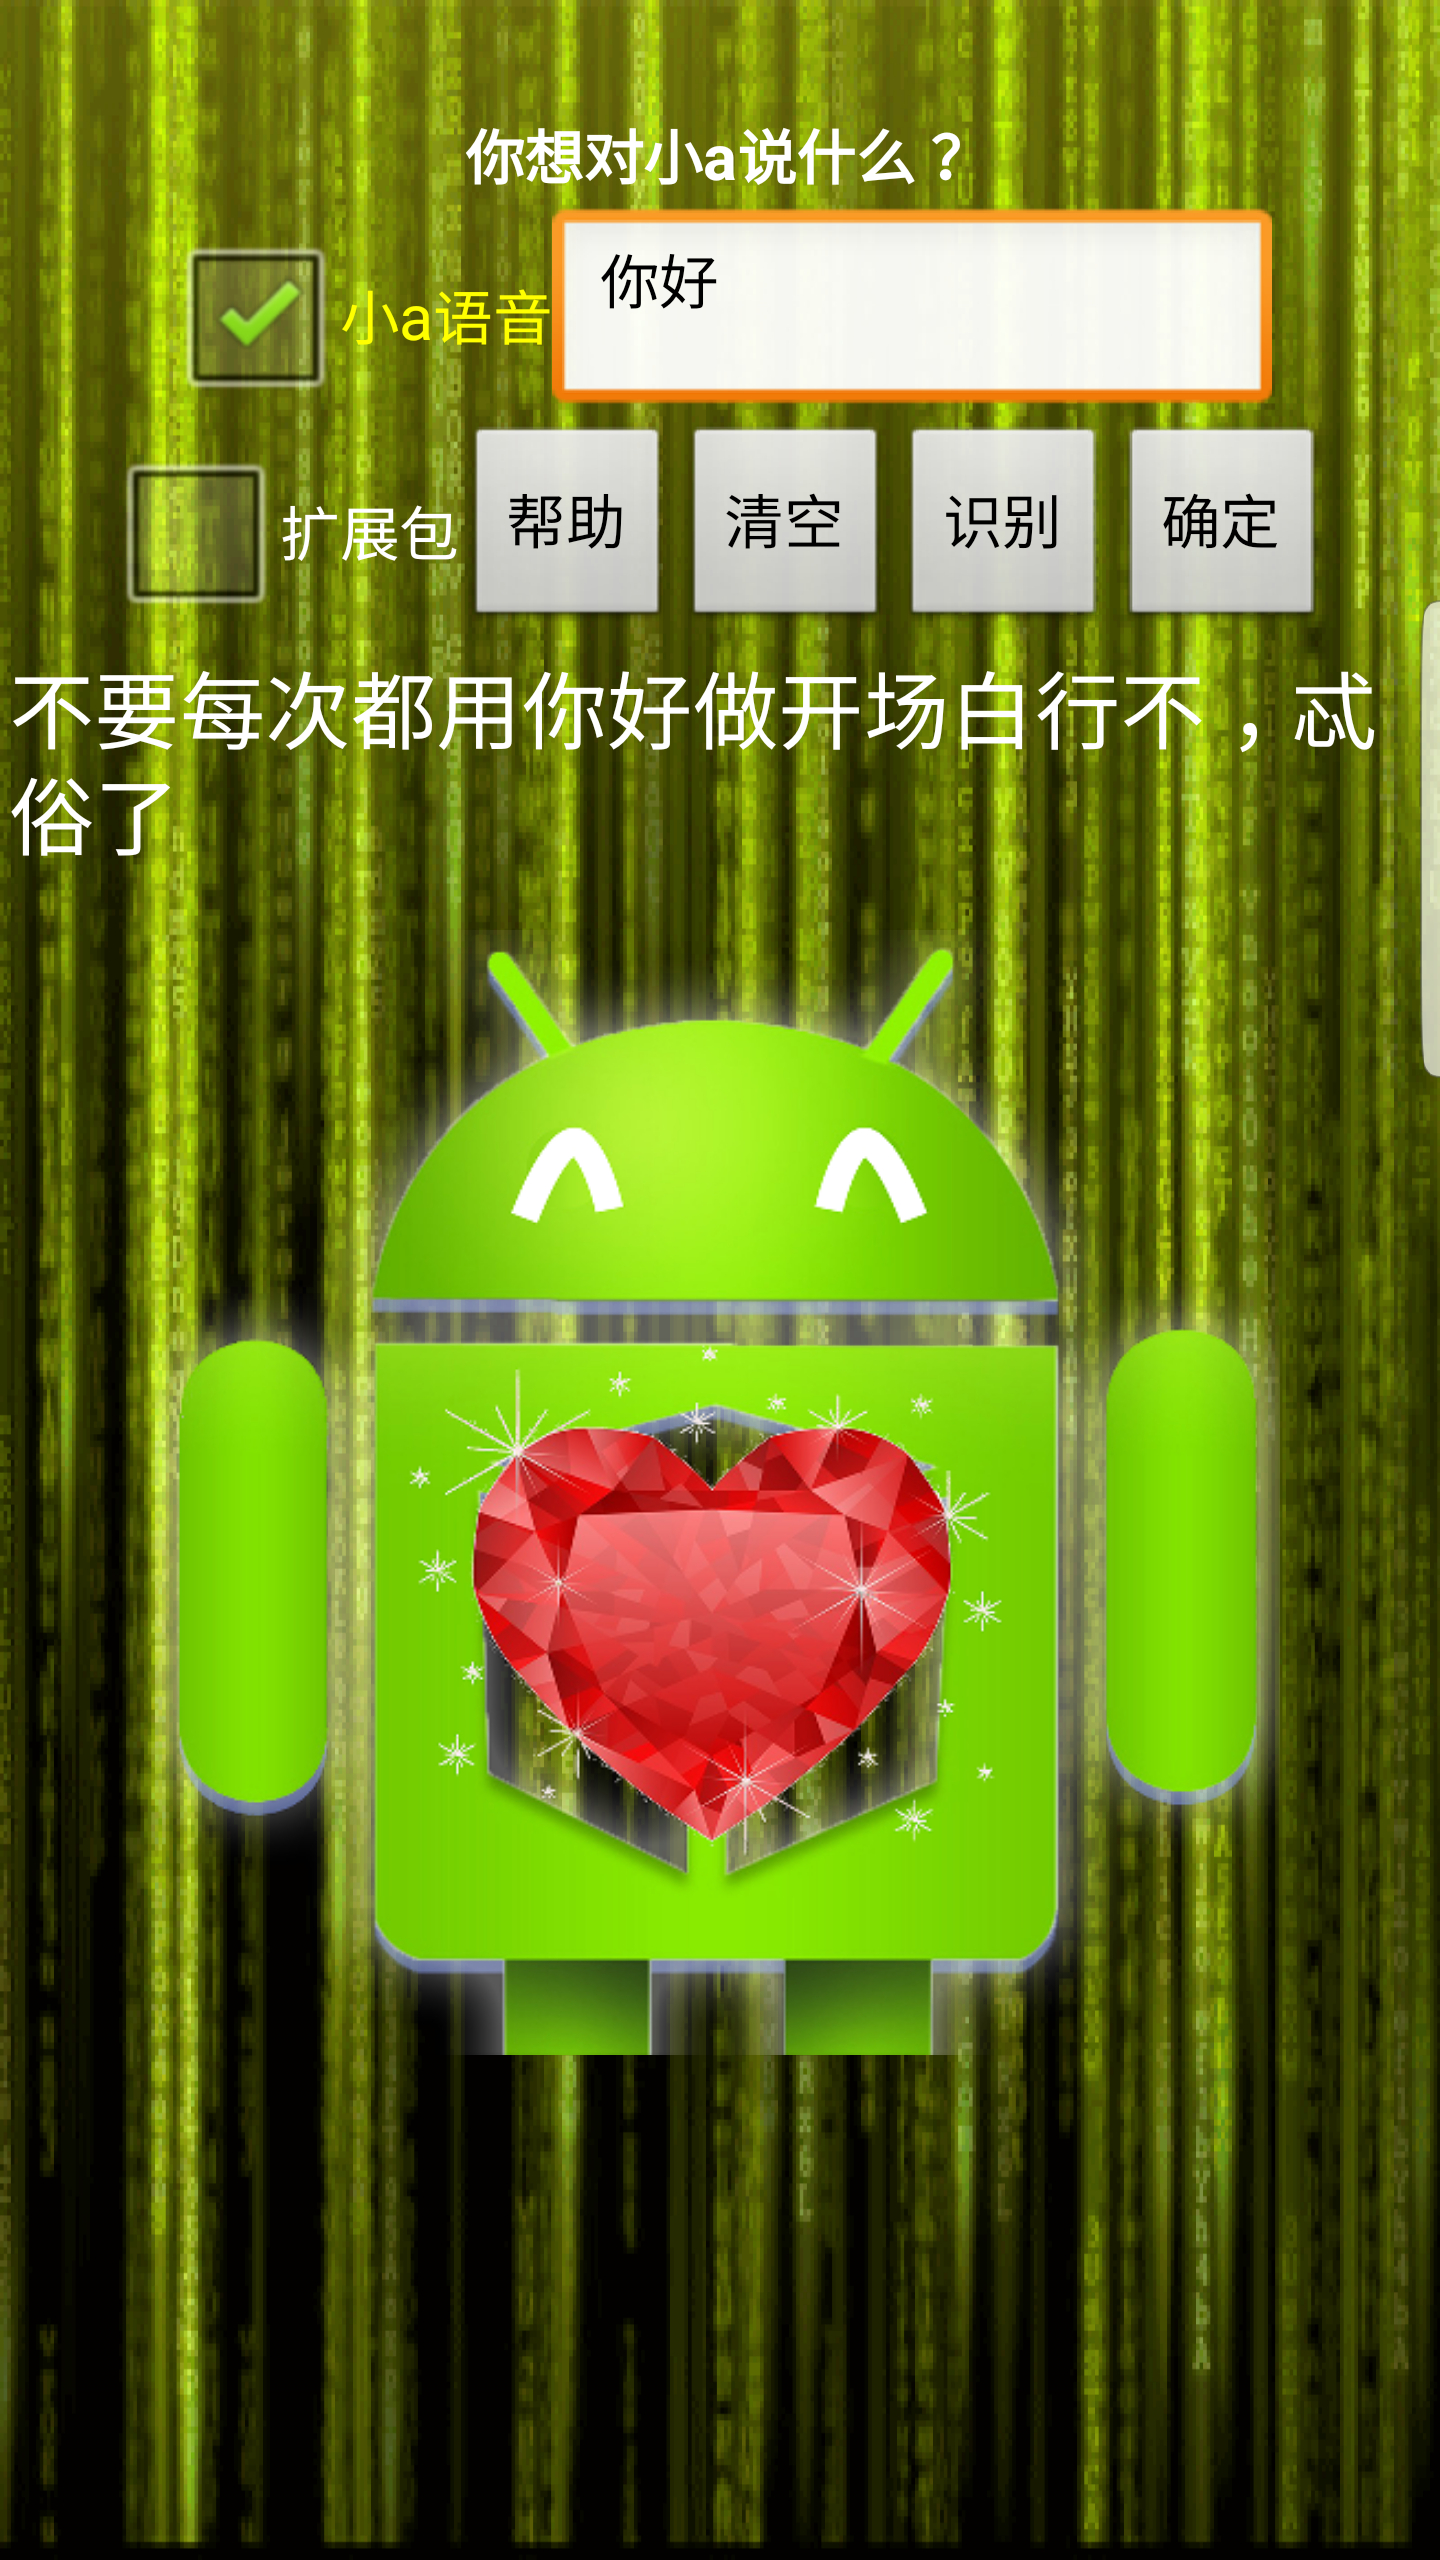 你想对小a说什么？
小a语音
你好
扩展包
帮助
清空
识别
确定
不要每次都用你好做开场白行不，忒
俗了